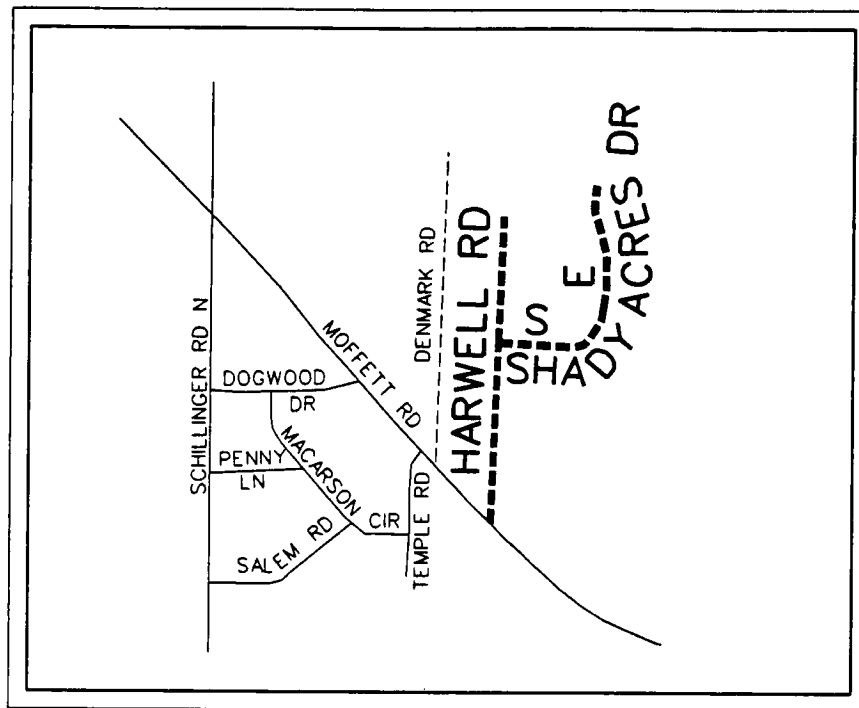 SCHILLINGER RD N
DOGWOOD
DR
MOFFETT RD
DENMARK RD
HARWELL RD
S
E
SHADY ACRES DR
PENNY
LN
MACARSON
CIR
SALEM RD
TEMPLE RD